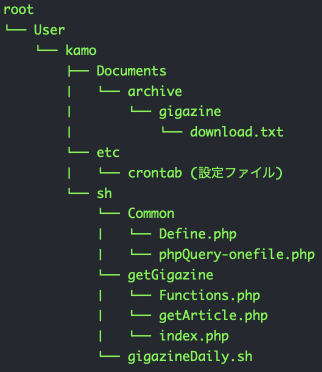 root
└── User
    └── kamo
        ├── Documents
        |   └── archive
        |       └── gigazine
        |           └── download.txt
        └── etc
        |   └── crontab (設定ファイル)
        └── sh
            └── Common
            |   └── Define.php
            |   └── phpQuery-onefile.php
            └── getGigazine
            |   └── Functions.php
            |   └── getArticle.php
            |   └── index.php
            └── gigazineDaily.sh